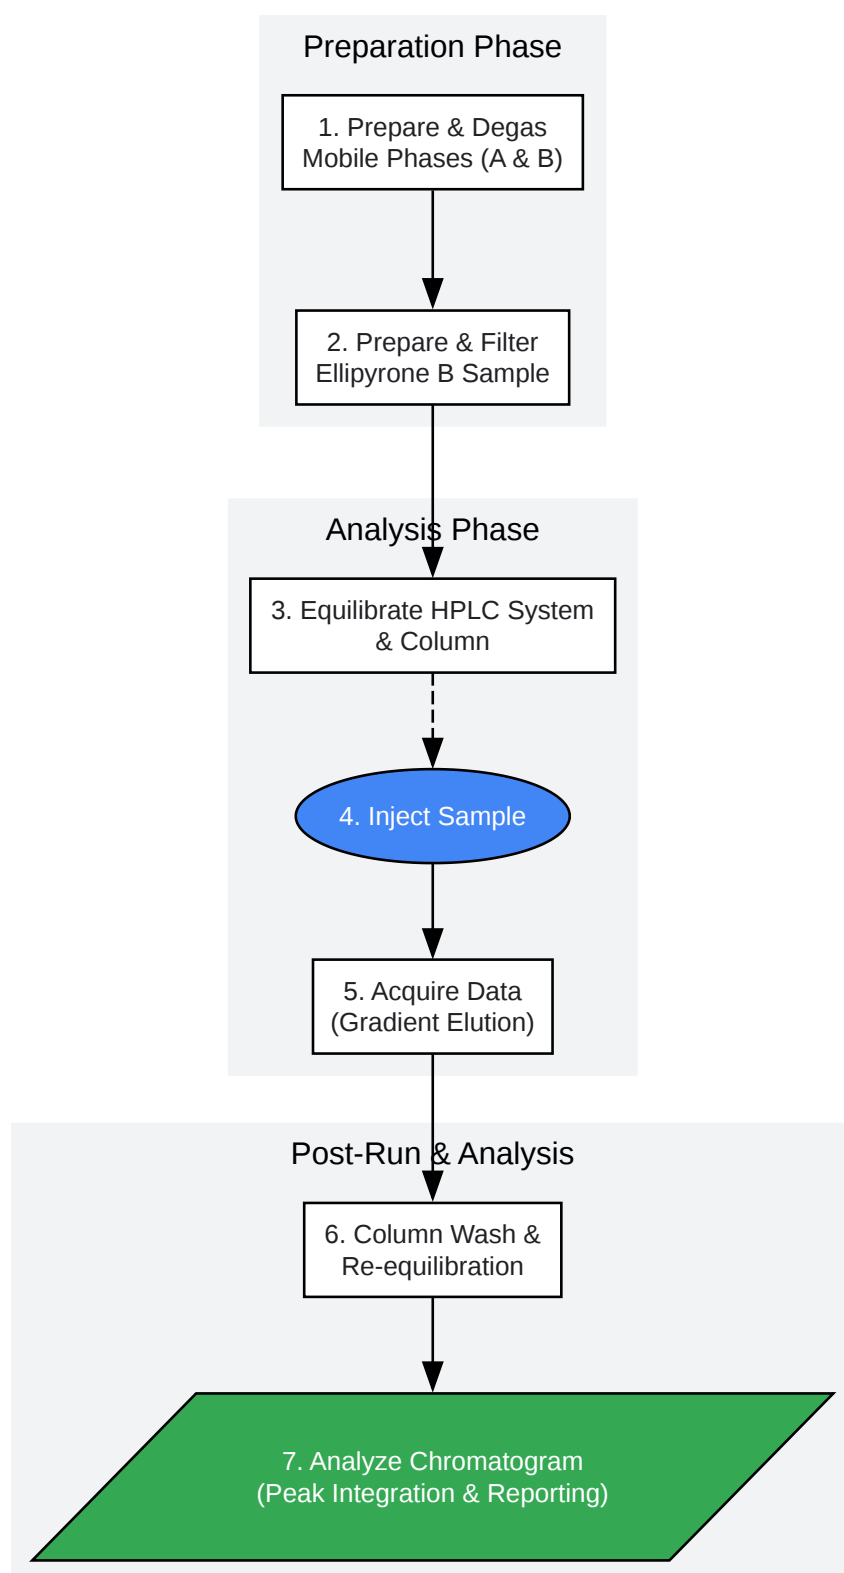 Preparation Phase
1. Prepare & Degas
Mobile Phases (A & B)
2. Prepare & Filter
Ellipyrone B Sample
Analysis Phase
3. Equilibrate HPLC System
& Column
4. Inject Sample
5. Acquire Data
(Gradient Elution)
Post-Run & Analysis
6. Column Wash &
Re-equilibration
7. Analyze Chromatogram
(Peak Integration & Reporting)